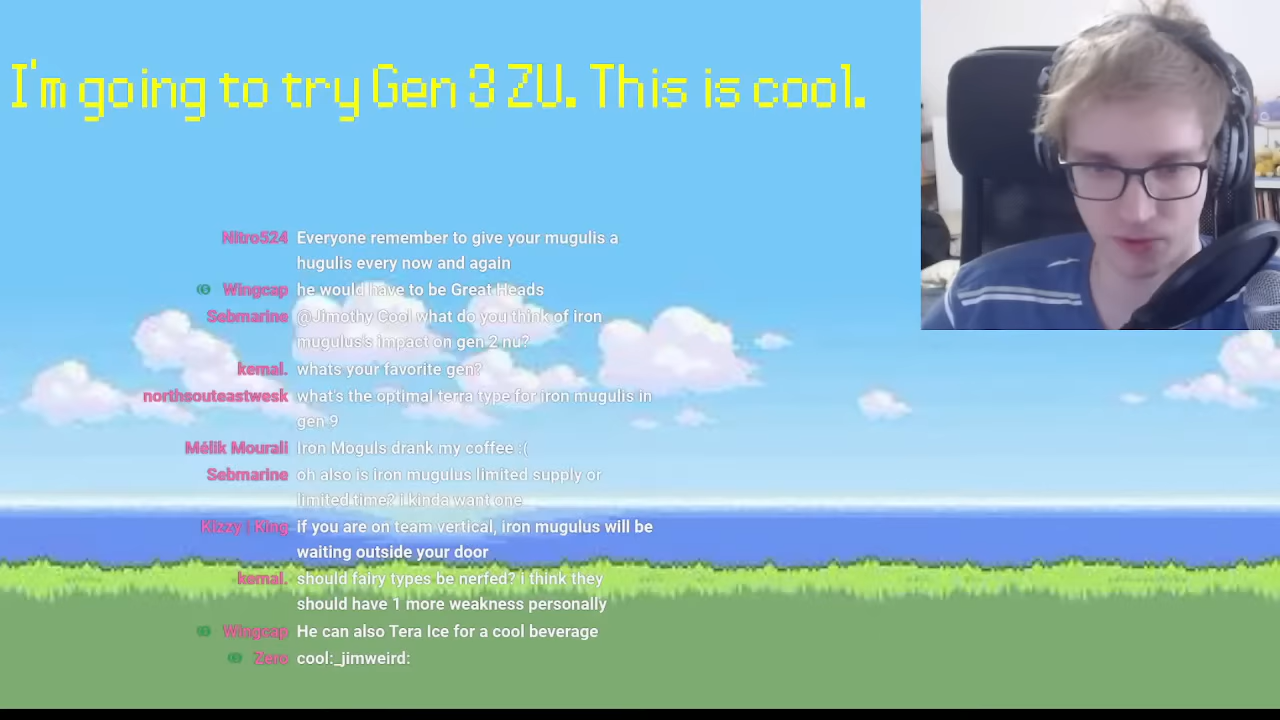 I'm going to try Gen 3 ZU. This is cool.
Nitro524 Everyone remember to give your mugulis a
hugulis every now and again
Wingcap he would have to be Great Heads
Sebmarine @Jimothy Cool what do you think of iron
mugulus's impact on gen 2 nu?
kemal. whats your favorite gen?
northsouteastwesk what's the optimal terra type for iron mugulis in
gen 9
Mélik Mourali Iron Moguls drank my coffee :(
Sebmarine oh also is iron mugulus limited supply or
limited time? i kinda want one
Kizzy | King if you are on team vertical, iron mugulus will be
waiting outside your door
kemal. should fairy types be nerfed? i think they
should have 1 more weakness personally
Wingcap He can also Tera Ice for a cool beverage
Zero cool:_jimweird: